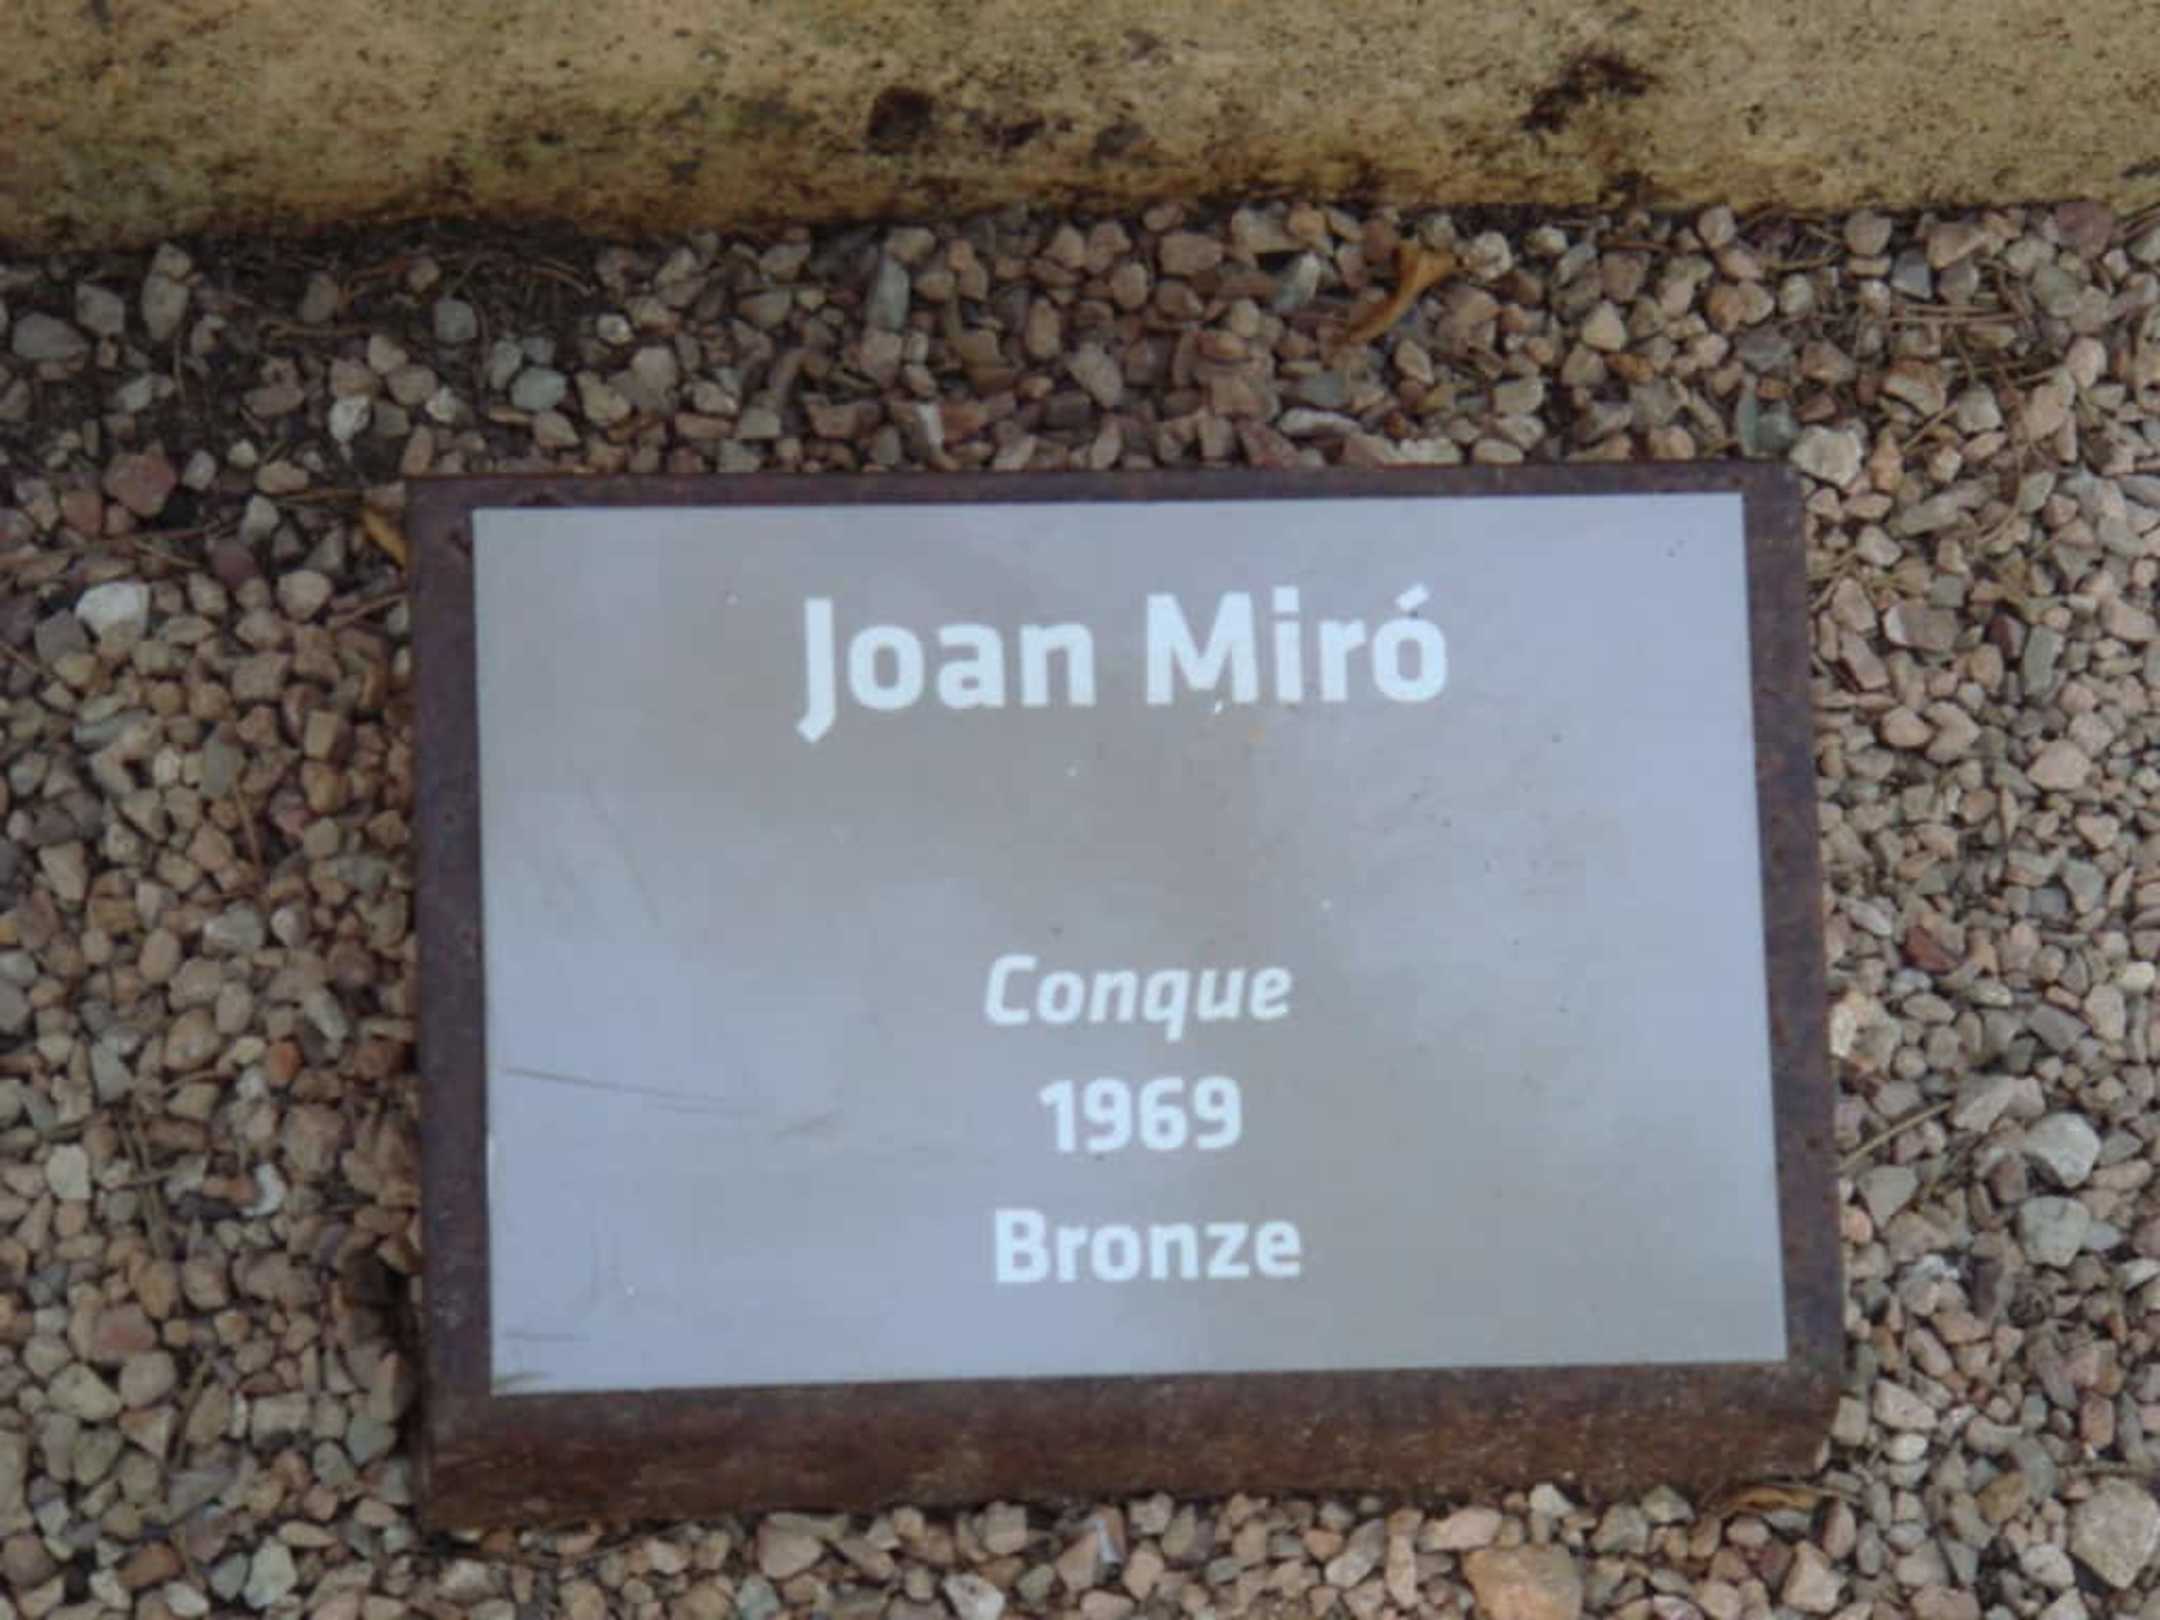 Joan Miró
Conque
1969
Bronze